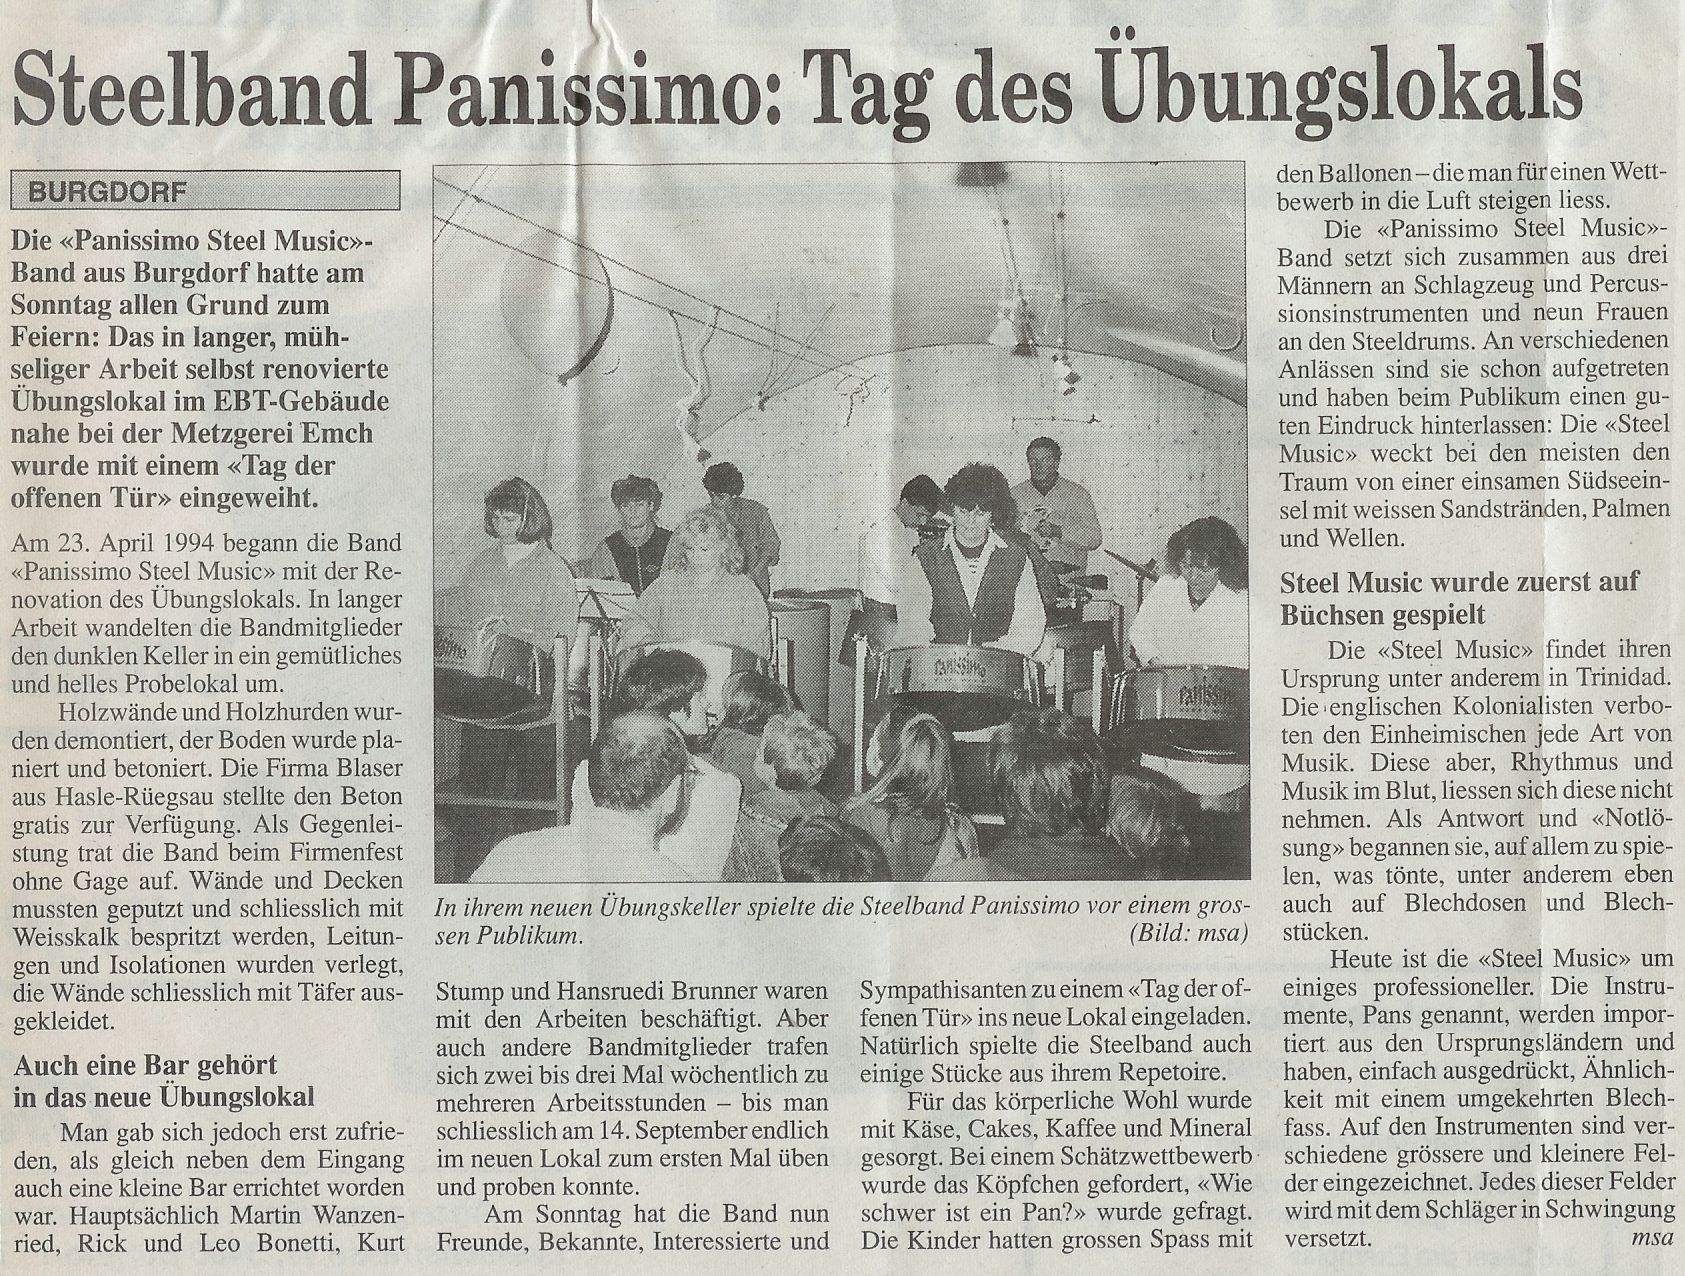 Steelband Panissimo: Tag des Übungslokals
BURGDORF
Die «Panissimo Steel Music»-
Band aus Burgdorf hatte am
Sonntag allen Grund zum
Feiern: Das in langer, müh-
seliger Arbeit selbst renovierte
Übungslokal im EBT-Gebäude
nahe bei der Metzgerei Emch
wurde mit einem «Tag der
offenen Tür» eingeweiht.
Am 23. April 1994 begann die Band
«Panissimo Steel Music» mit der Re-
novation des Übungslokals. In langer
Arbeit wandelten die Bandmitglieder
den dunklen Keller in ein gemütliches
und helles Probelokal um.
Holzwände und Holzhurden wur-
den demontiert, der Boden wurde pla-
niert und betoniert. Die Firma Blaser
aus Hasle-Rüegsau stellte den Beton
gratis zur Verfügung. Als Gegenlei-
stung trat die Band beim Firmenfest
ohne Gage auf. Wände und Decken
mussten geputzt und schliesslich mit
Weisskalk bespritzt werden, Leitun-
gen und Isolationen wurden verlegt,
die Wände schliesslich mit Täfer aus-
gekleidet.
Auch eine Bar gehört
in das neue Übungslokal
Man gab sich jedoch erst zufrie-
den, als gleich neben dem Eingang
auch eine kleine Bar errichtet worden
war. Hauptsächlich Martin Wanzen-
ried, Rick und Leo Bonetti, Kurt
panissimo
panissimo
In ihrem neuen Übungskeller spielte die Steelband Panissimo vor einem gros-
sen Publikum. (Bild: msa)
Stump und Hansruedi Brunner waren
mit den Arbeiten beschäftigt. Aber
auch andere Bandmitglieder trafen
sich zwei bis drei Mal wöchentlich zu
mehreren Arbeitsstunden – bis man
schliesslich am 14. September endlich
im neuen Lokal zum ersten Mal üben
und proben konnte.
Am Sonntag hat die Band nun
Freunde, Bekannte, Interessierte und
Sympathisanten zu einem «Tag der of-
fenen Tür» ins neue Lokal eingeladen.
Natürlich spielte die Steelband auch
einige Stücke aus ihrem Repetoire.
Für das körperliche Wohl wurde
mit Käse, Cakes, Kaffee und Mineral
gesorgt. Bei einem Schätzwettbewerb
wurde das Köpfchen gefordert, «Wie
schwer ist ein Pan?» wurde gefragt.
Die Kinder hatten grossen Spass mit
den Ballonen – die man für einen Wett-
bewerb in die Luft steigen liess.
Die «Panissimo Steel Music»-
Band setzt sich zusammen aus drei
Männern an Schlagzeug und Percus-
sionsinstrumenten und neun Frauen
an den Steeldrums. An verschiedenen
Anlässen sind sie schon aufgetreten
und haben beim Publikum einen gu-
ten Eindruck hinterlassen: Die «Steel
Music» weckt bei den meisten den
Traum von einer einsamen Südseein-
sel mit weissen Sandstränden, Palmen
und Wellen.
Steel Music wurde zuerst auf
Büchsen gespielt
Die «Steel Music» findet ihren
Ursprung unter anderem in Trinidad.
Die englischen Kolonialisten verbo-
ten den Einheimischen jede Art von
Musik. Diese aber, Rhythmus und
Musik im Blut, liessen sich diese nicht
nehmen. Als Antwort und «Notlö-
sung» begannen sie, auf allem zu spie-
len, was tönte, unter anderem eben
auch auf Blechdosen und Blech-
stücken.
Heute ist die «Steel Music» um
einiges professioneller. Die Instru-
mente, Pans genannt, werden impor-
tiert aus den Ursprungsländern und
haben, einfach ausgedrückt, Ähnlich-
keit mit einem umgekehrten Blech-
fass. Auf den Instrumenten sind ver-
schiedene grössere und kleinere Fel-
der eingezeichnet. Jedes dieser Felder
wird mit dem Schläger in Schwingung
versetzt. msa